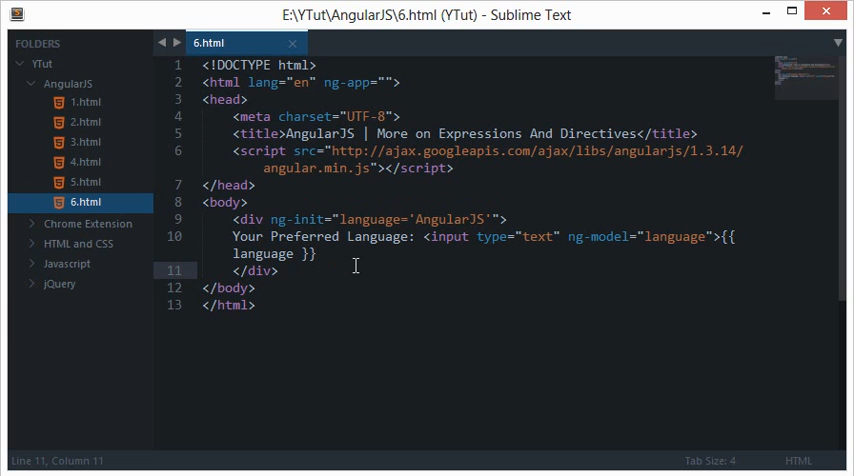 E:\YTut\AngularJS\6.html (YTut) - Sublime Text
FOLDERS
YTut
AngularJS
1.html
2.html
3.html
4.html
5.html
6.html
Chrome Extension
HTML and CSS
Javascript
jQuery
6.html
1 <!DOCTYPE html>
2 <html lang="en" ng-app="">
3 <head>
4 <meta charset="UTF-8">
5 <title>AngularJS | More on Expressions And Directives</title>
6 <script src="http://ajax.googleapis.com/ajax/libs/angularjs/1.3.14/
angular.min.js"></script>
7 </head>
8 <body>
9 <div ng-init="language='AngularJS'">
10 Your Preferred Language: <input type="text" ng-model="language">{{
language }}
11 </div>
12 </body>
13 </html>
Line 11, Column 11
Tab Size: 4
HTML